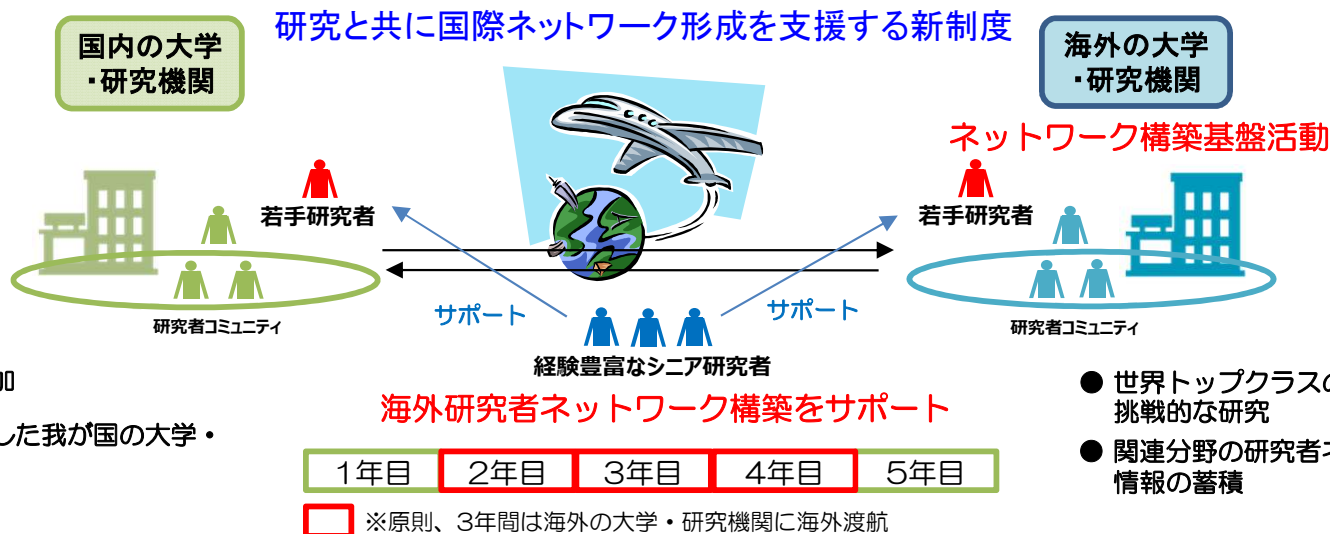 研究と共に国際ネットワーク形成を支援する新制度
国内の大学
・研究機関
海外の大学
・研究機関
ネットワーク構築基盤活動
若手研究者
若手研究者
サポート
サポート
研究者コミュニティ
研究者コミュニティ
経験豊富なシニア研究者
海外研究者ネットワーク構築をサポート
加
した我が国の大学・
● 世界トップクラスの
挑戦的な研究
● 関連分野の研究者ネ
情報の蓄積
1年目 2年目 3年目 4年目 5年目
※原則、3年間は海外の大学・研究機関に海外渡航